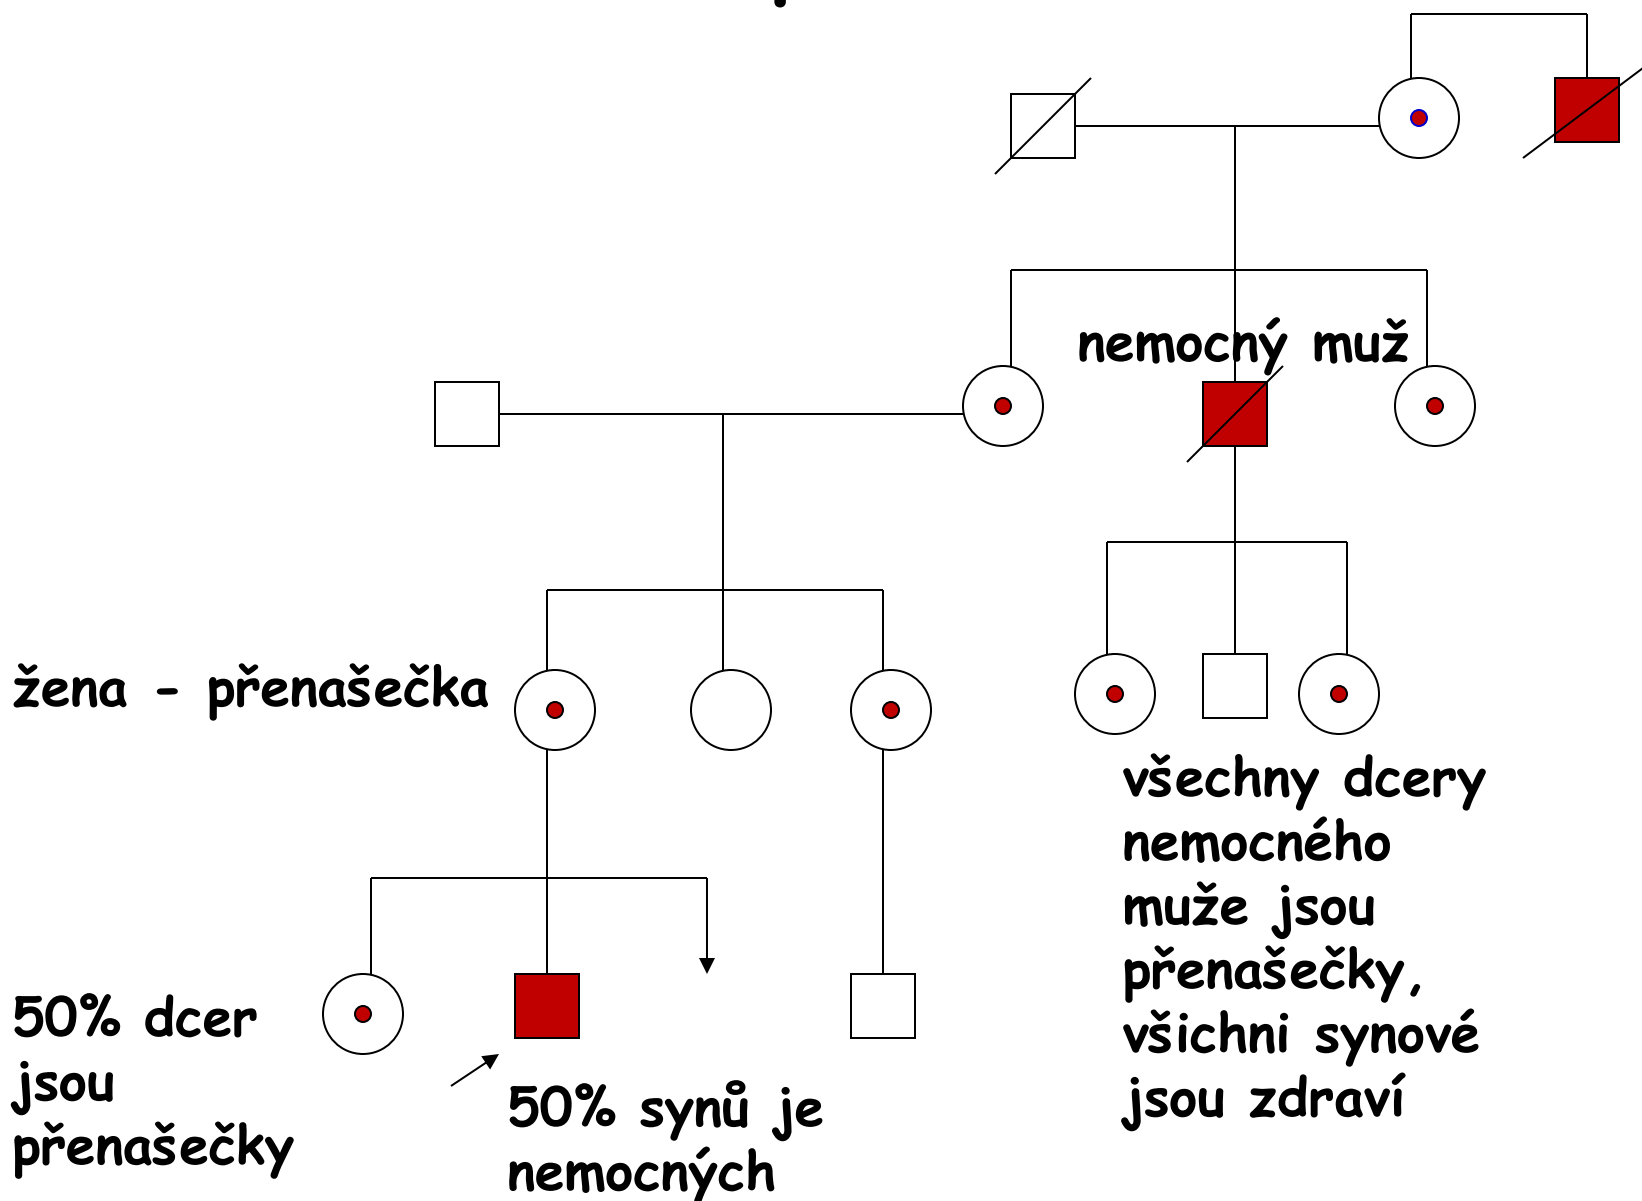 nemocný muž
žena - přenašečka
všechny dcery
nemocného
muže jsou
přenašečky,
všichni synové
jsou zdraví
50% dcer
jsou
přenašečky
50% synů je
nemocných